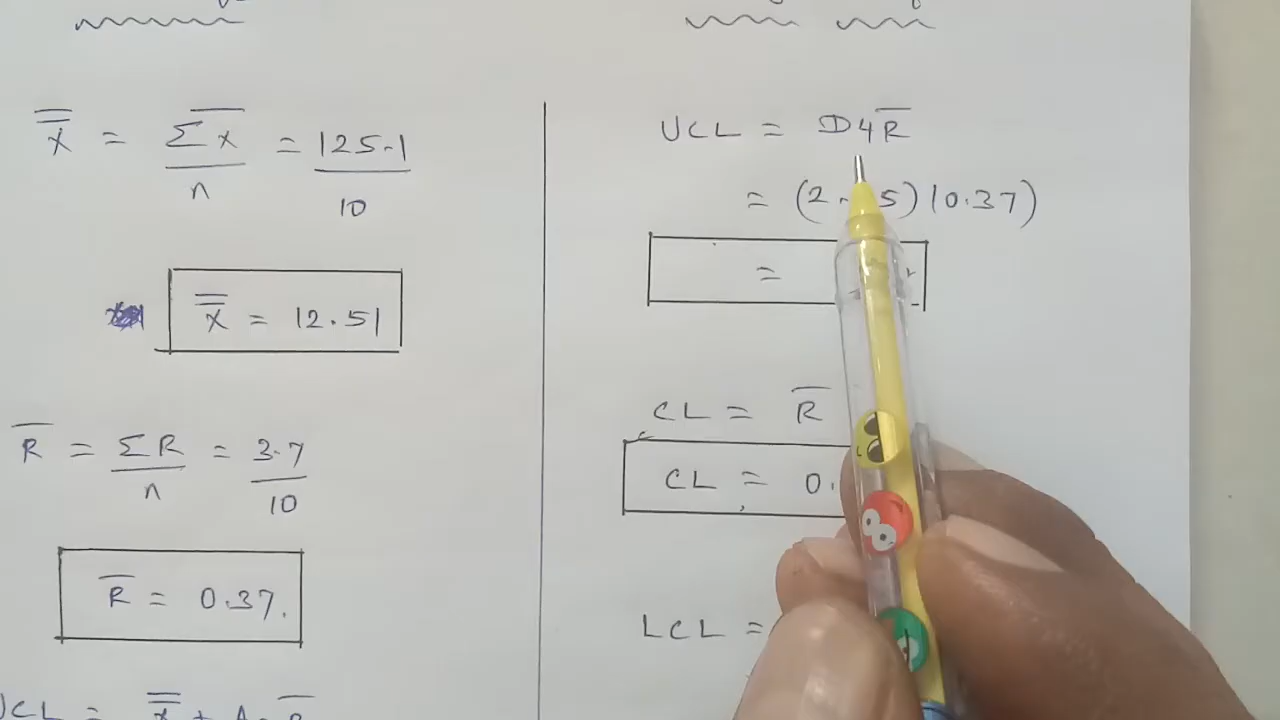 X̿ = ΣX̅ / n = 125.1 / 10
X̿ = 12.51
R̅ = ΣR / n = 3.7 / 10
R̅ = 0.37.
UCL = X̿ +
UCL = D4R̅
= (2. 5)(0.37)
=
CL = R̅
CL = 0.
LCL =